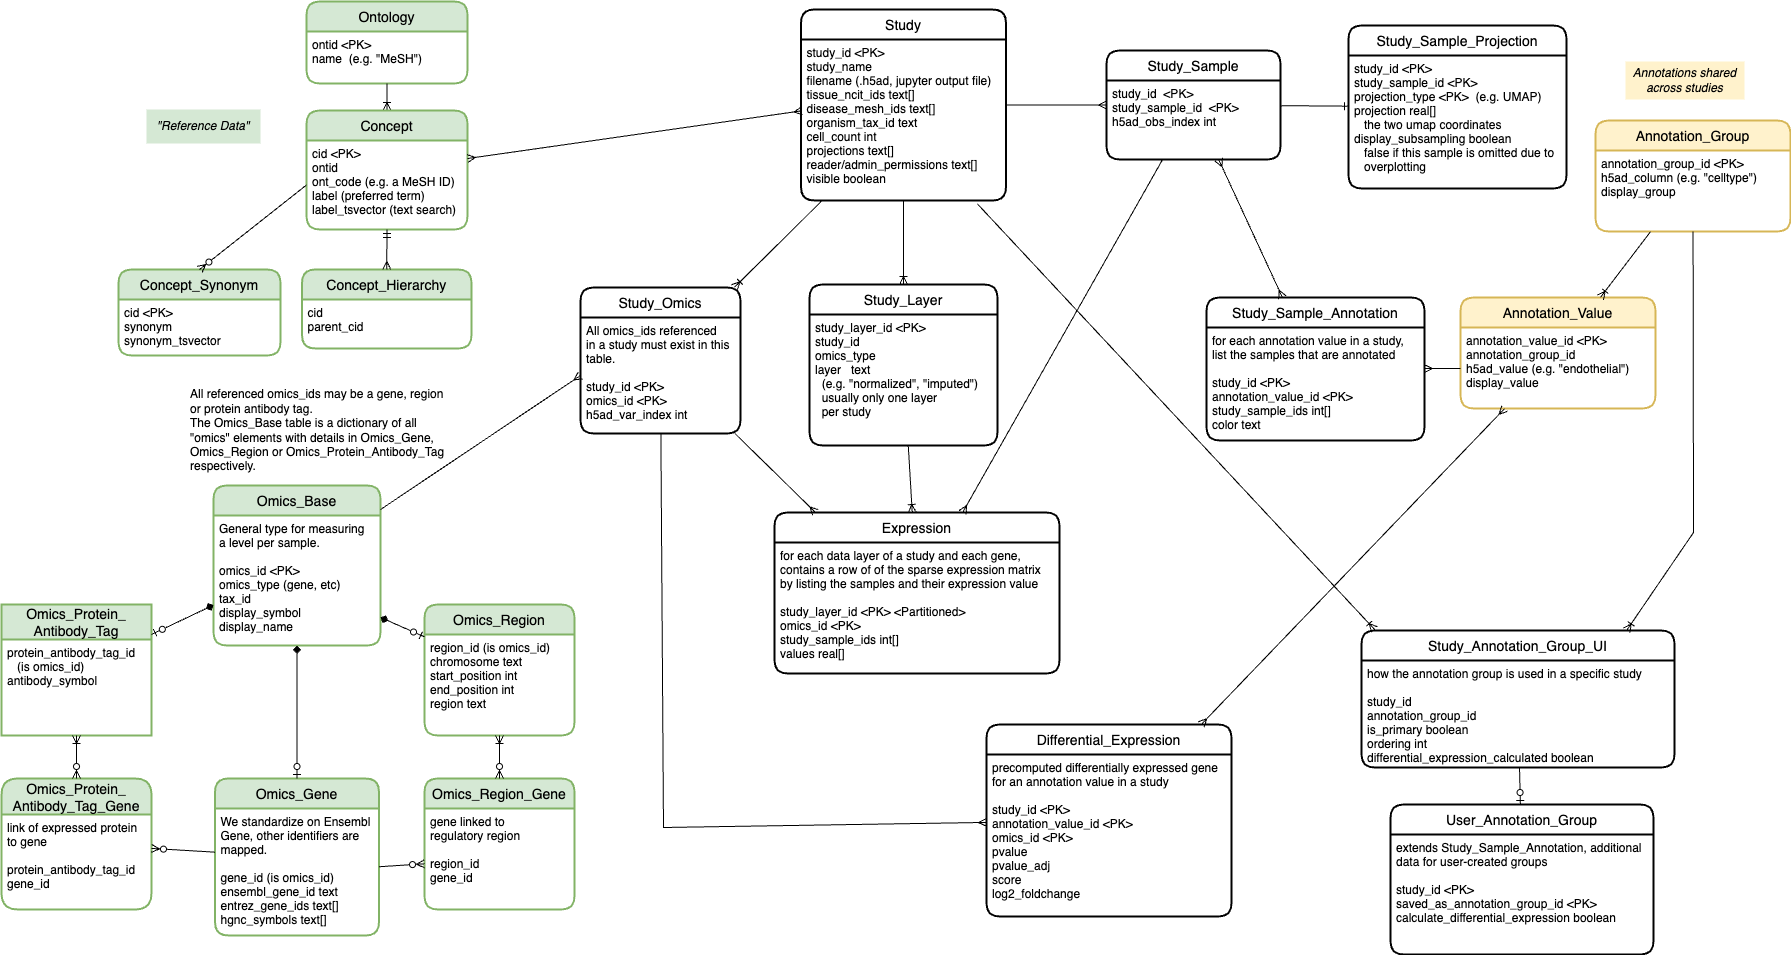 Ontology
ontid <PK>
name  (e.g. "MeSH")
"Reference Data"
Concept
cid <PK>
ontid
ont_code (e.g. a MeSH ID)
label (preferred term)
label_tsvector (text search)
Concept_Synonym
cid <PK>
synonym
synonym_tsvector
Concept_Hierarchy
cid
parent_cid
Study
study_id <PK>
study_name
filename (.h5ad, jupyter output file)
tissue_ncit_ids text[]
disease_mesh_ids text[]
organism_tax_id text
cell_count int
projections text[]
reader/admin_permissions text[]
visible boolean
Study_Sample
study_id  <PK>
study_sample_id  <PK>
h5ad_obs_index int
Study_Sample_Projection
study_id <PK>
study_sample_id <PK>
projection_type <PK>  (e.g. UMAP)
projection real[]
the two umap coordinates
display_subsampling boolean
false if this sample is omitted due to
overplotting
Annotations shared
across studies
Annotation_Group
annotation_group_id <PK>
h5ad_column (e.g. "celltype")
display_group
Study_Omics
All omics_ids referenced
in a study must exist in this
table.
study_id <PK>
omics_id <PK>
h5ad_var_index int
Study_Layer
study_layer_id <PK>
study_id
omics_type
layer   text
(e.g. "normalized", "imputed")
usually only one layer
per study
Study_Sample_Annotation
for each annotation value in a study,
list the samples that are annotated
study_id <PK>
annotation_value_id <PK>
study_sample_ids int[]
color text
Annotation_Value
annotation_value_id <PK>
annotation_group_id
h5ad_value (e.g. "endothelial")
display_value
All referenced omics_ids may be a gene, region
or protein antibody tag.
The Omics_Base table is a dictionary of all
"omics" elements with details in Omics_Gene,
Omics_Region or Omics_Protein_Antibody_Tag
respectively.
Omics_Base
General type for measuring
a level per sample.
omics_id <PK>
omics_type (gene, etc)
tax_id
display_symbol
display_name
Expression
for each data layer of a study and each gene,
contains a row of of the sparse expression matrix
by listing the samples and their expression value
study_layer_id <PK> <Partitioned>
omics_id <PK>
study_sample_ids int[]
values real[]
Omics_Protein_
Antibody_Tag
protein_antibody_tag_id
(is omics_id)
antibody_symbol
Omics_Region
region_id (is omics_id)
chromosome text
start_position int
end_position int
region text
Study_Annotation_Group_UI
how the annotation group is used in a specific study
study_id
annotation_group_id
is_primary boolean
ordering int
differential_expression_calculated boolean
Differential_Expression
precomputed differentially expressed gene
for an annotation value in a study
study_id <PK>
annotation_value_id <PK>
omics_id <PK>
pvalue
pvalue_adj
score
log2_foldchange
Omics_Protein_
Antibody_Tag_Gene
link of expressed protein
to gene
protein_antibody_tag_id
gene_id
Omics_Gene
We standardize on Ensembl
Gene, other identifiers are
mapped.
gene_id (is omics_id)
ensembl_gene_id text
entrez_gene_ids text[]
hgnc_symbols text[]
Omics_Region_Gene
gene linked to
regulatory region
region_id
gene_id
User_Annotation_Group
extends Study_Sample_Annotation, additional
data for user-created groups
study_id <PK>
saved_as_annotation_group_id <PK>
calculate_differential_expression boolean